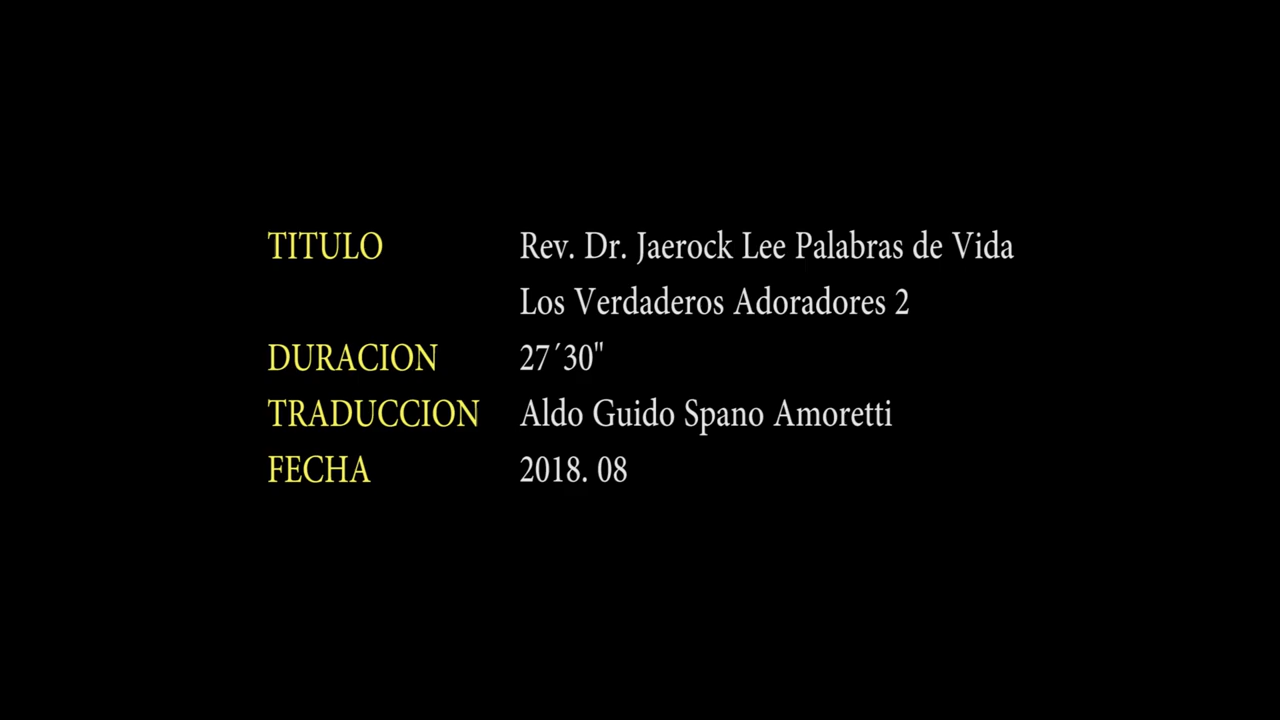 TITULO Rev. Dr. Jaerock Lee Palabras de Vida
Los Verdaderos Adoradores 2
DURACION 27´30"
TRADUCCION Aldo Guido Spano Amoretti
FECHA 2018. 08